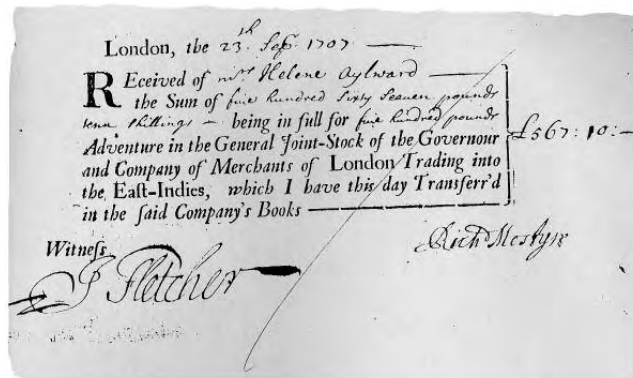 London, the 23th Sep. 1707
REceived of Mrs Helene Aylward
the Sum of five hundred Sixty Seaven pounds
tenn shillings – being in full for five hundred pounds
£567:10:–
Adventure in the General Joint-Stock of the Governour
and Company of Merchants of London Trading into
the Eaſt-Indies, which I have this day Transferr'd
in the ſaid Company's Books
Witneſs
Richd Mostyn
J Fletcher